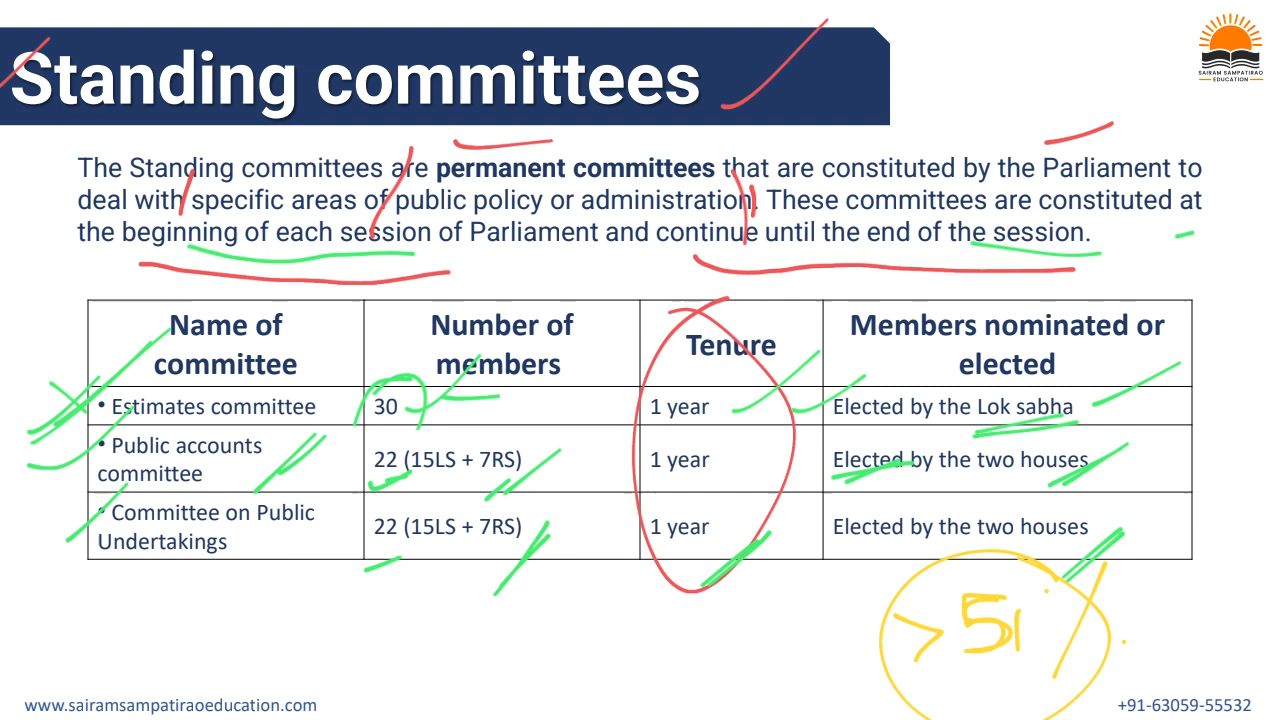 Standing committees
SAIRAM SAMPATIRAO
EDUCATION
The Standing committees are permanent committees that are constituted by the Parliament to
deal with specific areas of public policy or administration. These committees are constituted at
the beginning of each session of Parliament and continue until the end of the session.
Name of committee
Number of members
Tenure
Members nominated or elected
• Estimates committee
30
1 year
Elected by the Lok sabha
• Public accounts committee
22 (15LS + 7RS)
1 year
Elected by the two houses
• Committee on Public Undertakings
22 (15LS + 7RS)
1 year
Elected by the two houses
> 51 %
www.sairamsampatiraoeducation.com
+91-63059-55532